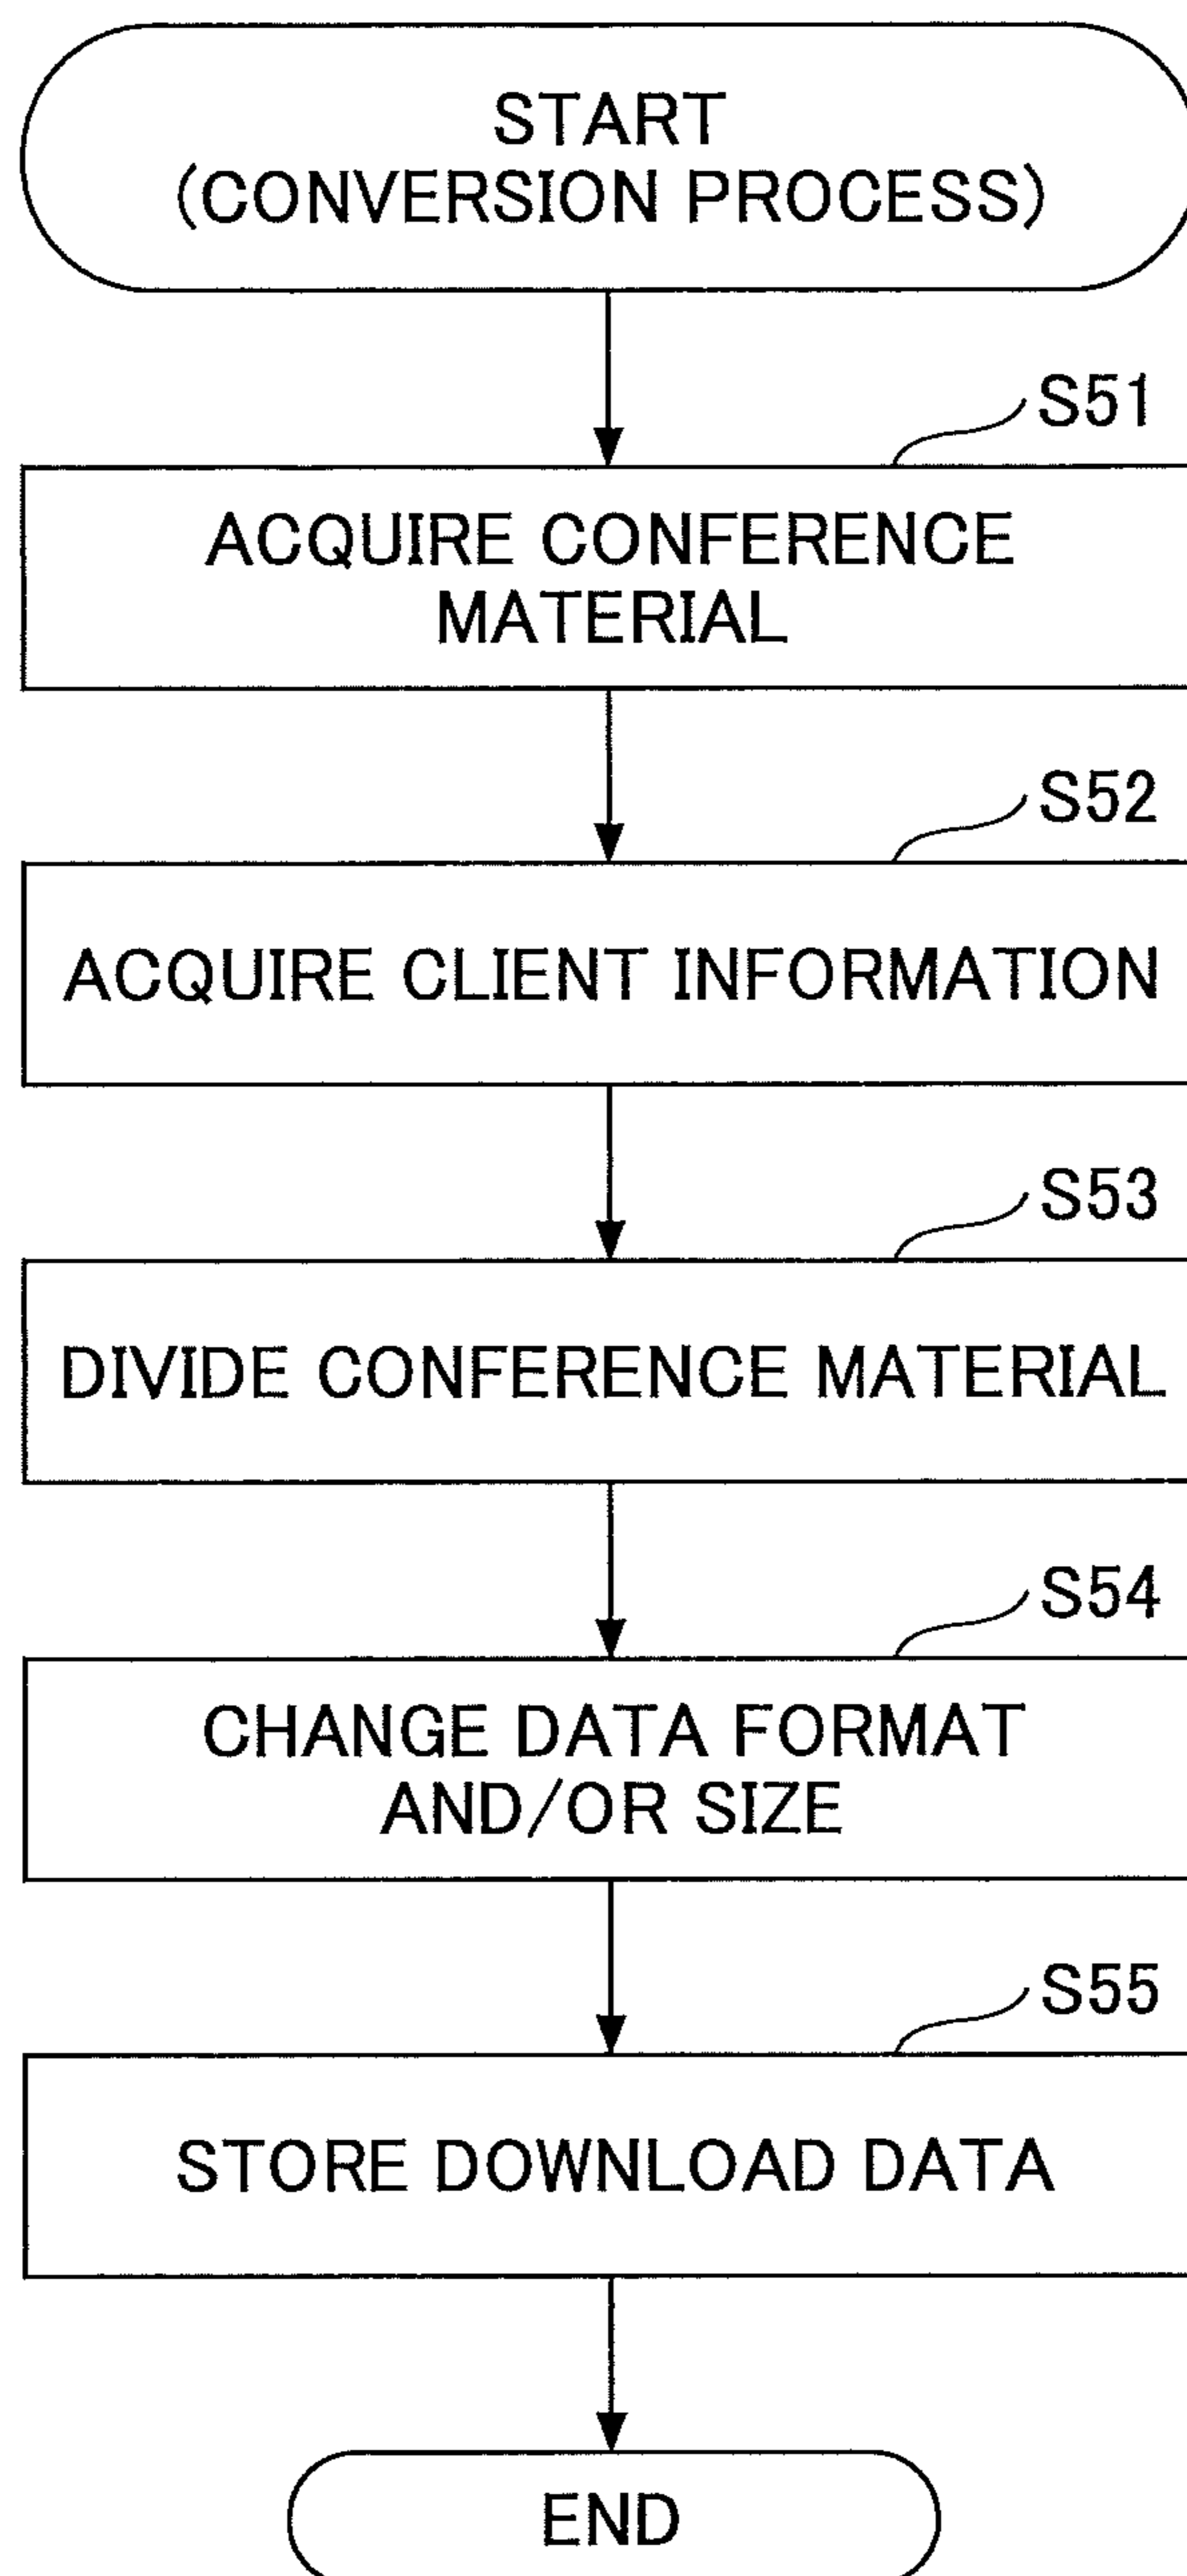 START
(CONVERSION PROCESS)
S51
ACQUIRE CONFERENCE
MATERIAL
S52
ACQUIRE CLIENT INFORMATION
S53
DIVIDE CONFERENCE MATERIAL
S54
CHANGE DATA FORMAT
AND/OR SIZE
S55
STORE DOWNLOAD DATA
END